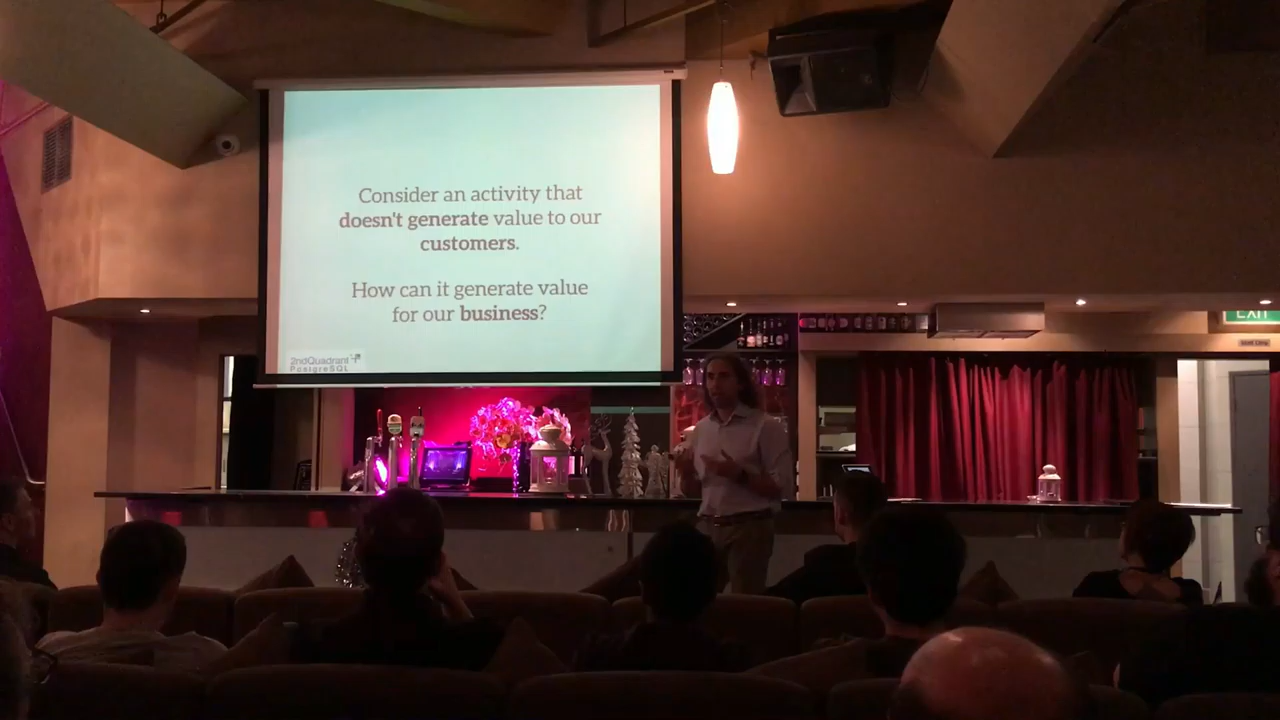 Consider an activity that
doesn't generate value to our
customers.
How can it generate value
for our business?
2ndQuadrant
PostgreSQL
EXIT